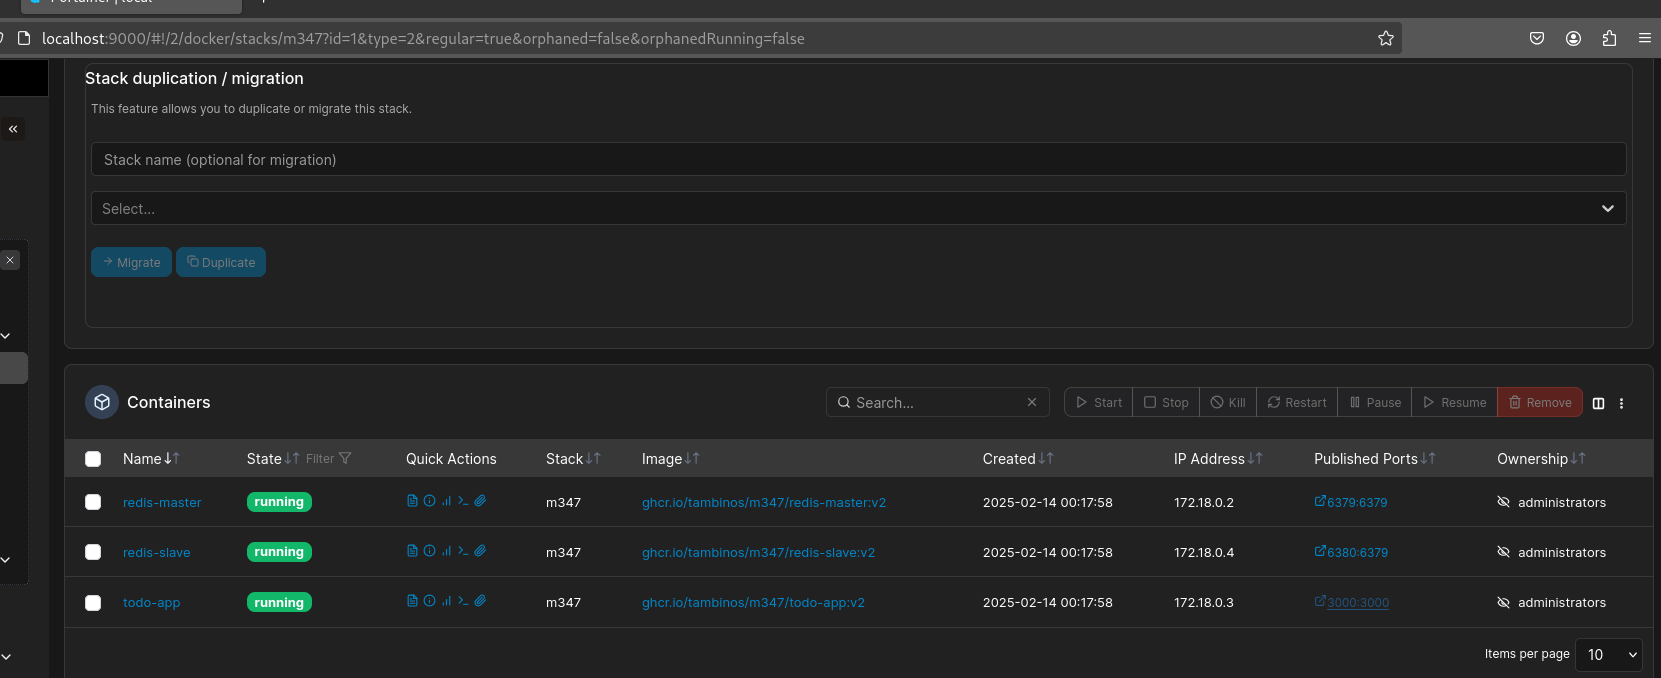 localhost:9000/#!/2/docker/stacks/m347?id=1&type=2&regular=true&orphaned=false&orphanedRunning=false
Stack duplication / migration
This feature allows you to duplicate or migrate this stack.
Stack name (optional for migration)
Select...
Migrate Duplicate
Containers Search... Start Stop Kill Restart Pause Resume Remove
Name State Filter Quick Actions Stack Image Created IP Address Published Ports Ownership
redis-master running m347 ghcr.io/tambinos/m347/redis-master:v2 2025-02-14 00:17:58 172.18.0.2 6379:6379 administrators
redis-slave running m347 ghcr.io/tambinos/m347/redis-slave:v2 2025-02-14 00:17:58 172.18.0.4 6380:6379 administrators
todo-app running m347 ghcr.io/tambinos/m347/todo-app:v2 2025-02-14 00:17:58 172.18.0.3 3000:3000 administrators
Items per page 10